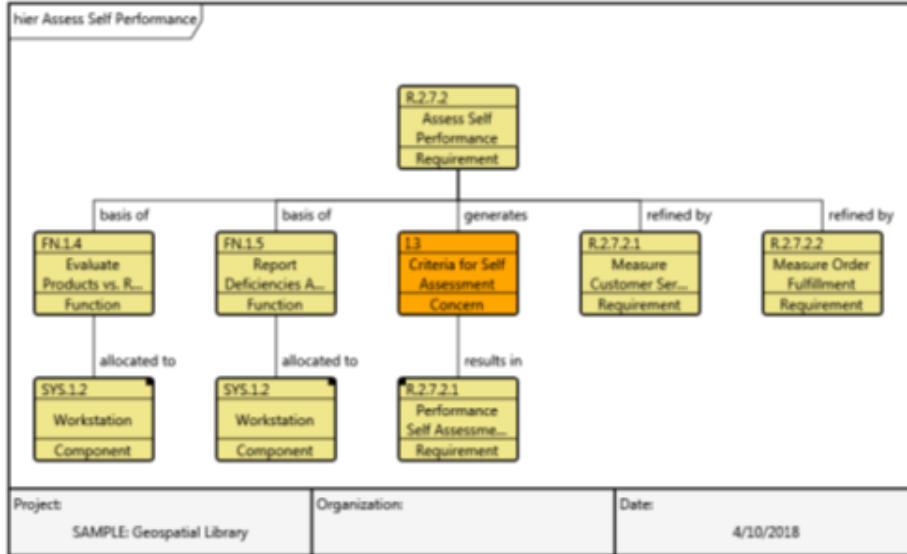 hier Assess Self Performance
R.2.7.2
Assess Self
Performance
Requirement
basis of
basis of
generates
refined by
refined by
FN.1.4
Evaluate
Products vs. R...
Function
FN.1.5
Report
Deficiencies A...
Function
I.3
Criteria for Self
Assessment
Concern
R.2.7.2.1
Measure
Customer Ser...
Requirement
R.2.7.2.2
Measure Order
Fulfillment
Requirement
allocated to
allocated to
results in
SYS.1.2
Workstation
Component
SYS.1.2
Workstation
Component
R.2.7.2.1
Performance
Self Assessme...
Requirement
Project:
SAMPLE: Geospatial Library
Organization:
Date:
4/10/2018